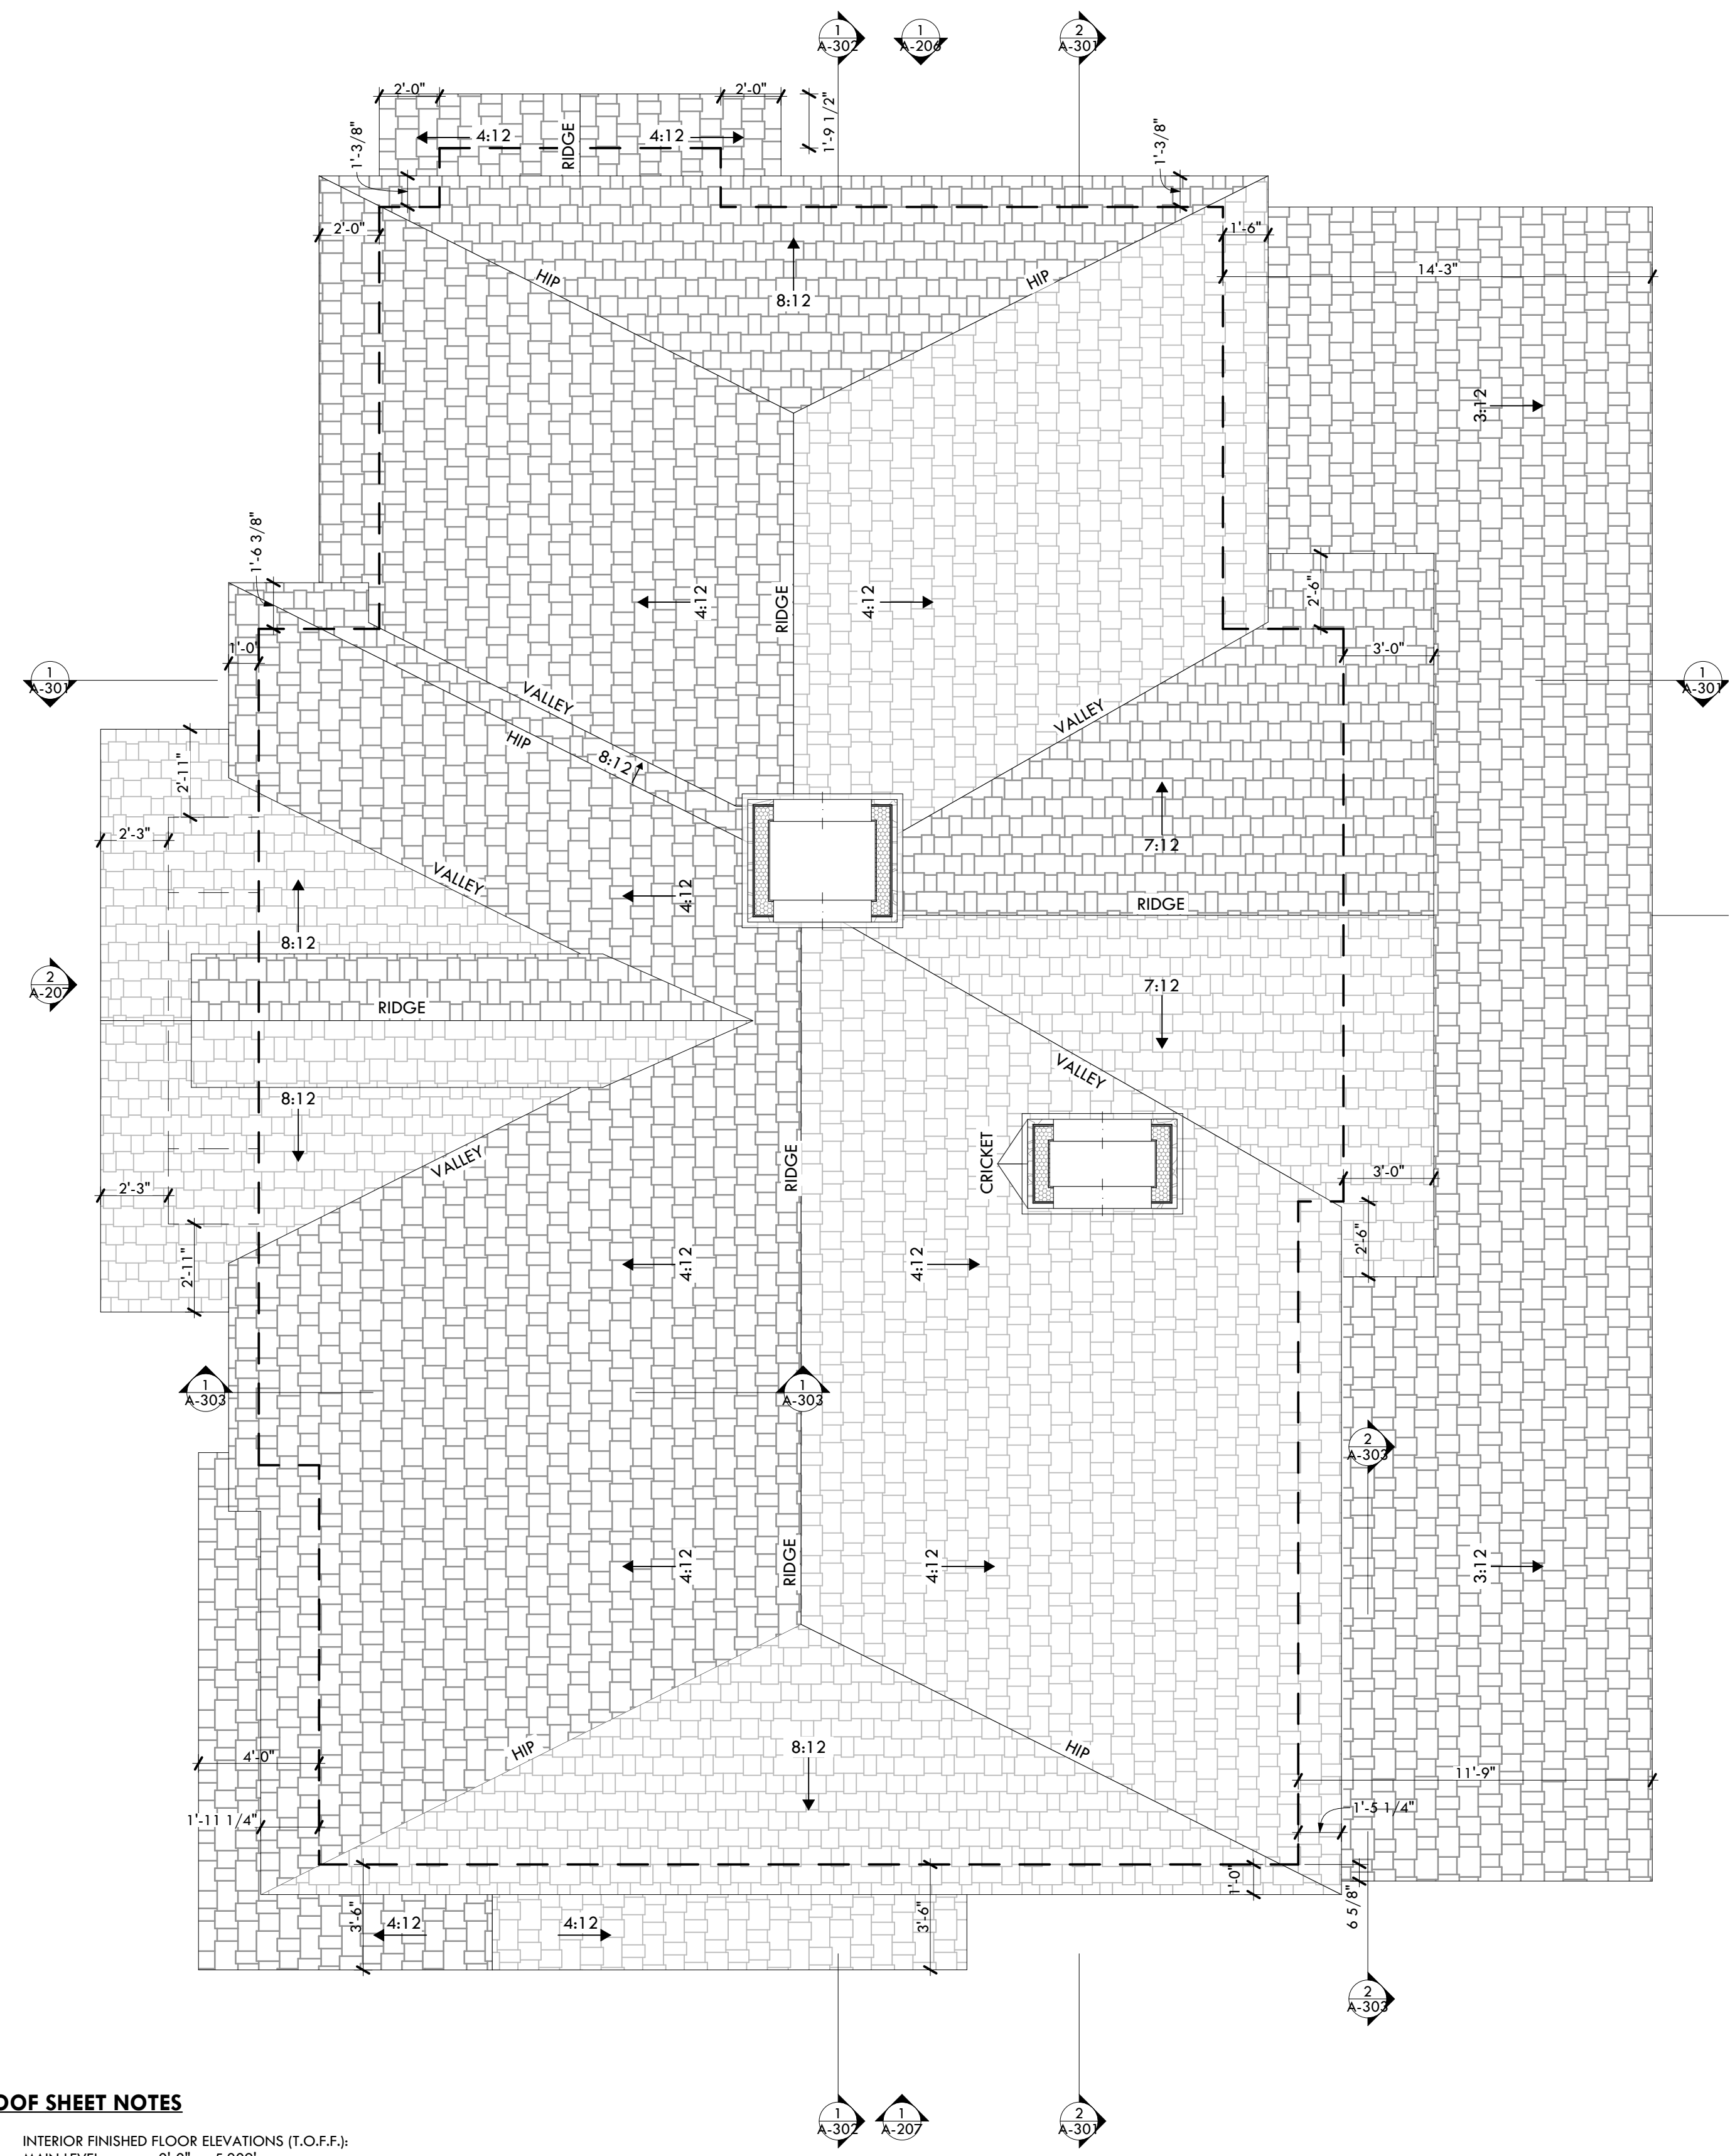 1
A-302
1
A-206
2
A-301
2'-0"
2'-0"
1'-9 1/2"
4:12
RIDGE
4:12
1'-3/8"
1'-3/8"
2'-0"
1'-6"
14'-3"
HIP
HIP
8:12
3:12
1'-6 3/8"
4:12
RIDGE
4:12
2'-6"
1'-0"
3'-0"
1
A-301
1
A-301
VALLEY
VALLEY
HIP
8:12
2'-11"
2'-3"
7:12
VALLEY
4:12
RIDGE
8:12
2
A-207
7:12
RIDGE
VALLEY
8:12
CRICKET
VALLEY
RIDGE
3'-0"
2'-3"
2'-6"
2'-11"
4:12
4:12
1
A-303
1
A-303
2
A-303
4:12
RIDGE
4:12
3:12
HIP
8:12
HIP
4'-0"
11'-9"
1'-11 1/4"
1'-5 1/4"
1'-0"
6 5/8"
3'-6"
4:12
4:12
3'-6"
2
A-303
OOF SHEET NOTES
1
A-302
1
A-207
2
A-301
INTERIOR FINISHED FLOOR ELEVATIONS (T.O.F.F.):